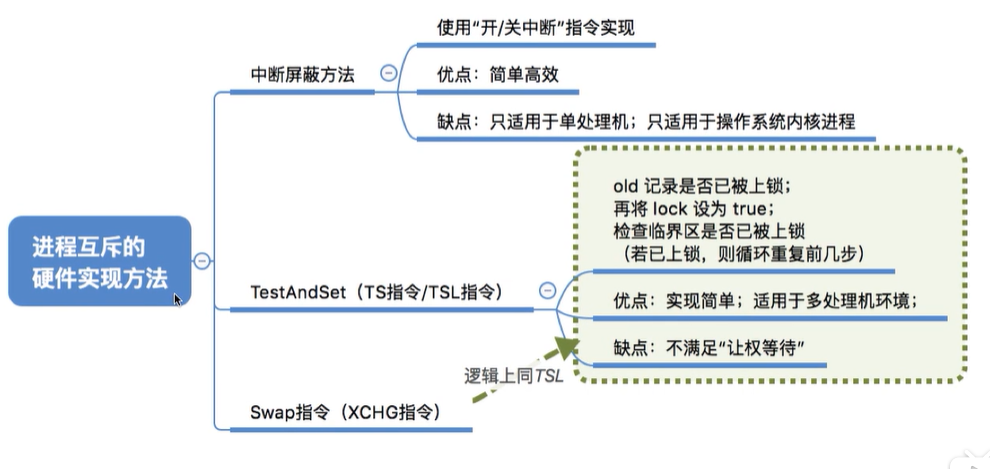 使用“开/关中断”指令实现
中断屏蔽方法
优点：简单高效
缺点：只适用于单处理机；只适用于操作系统内核进程
old 记录是否已被上锁；
再将 lock 设为 true；
检查临界区是否已被上锁
（若已上锁，则循环重复前几步）
进程互斥的
硬件实现方法
TestAndSet（TS指令/TSL指令）
优点：实现简单；适用于多处理机环境；
缺点：不满足“让权等待”
逻辑上同TSL
Swap指令（XCHG指令）